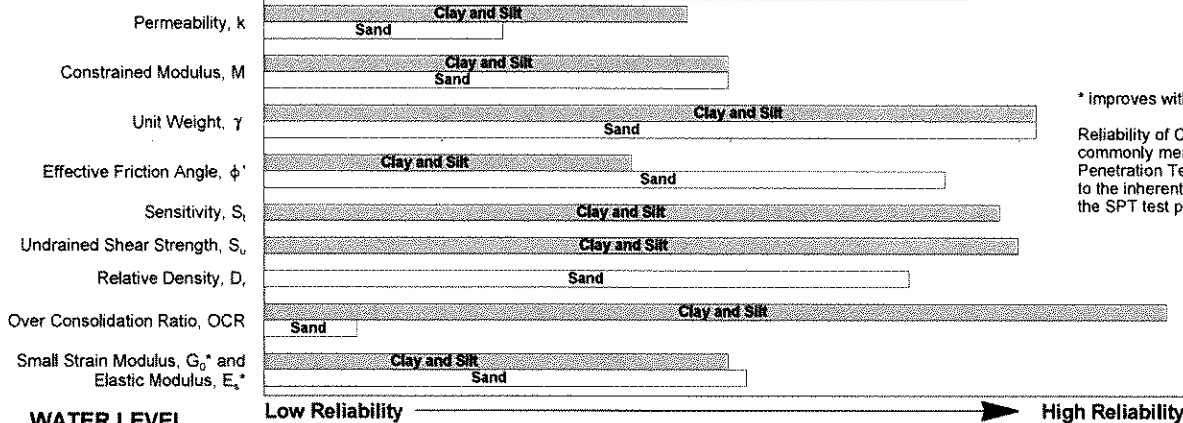 Permeability, k
Clay and Silt
Sand
Constrained Modulus, M
Clay and Silt
Sand
Unit Weight, γ
Clay and Silt
Sand
Effective Friction Angle, ϕ'
Clay and Silt
Sand
Sensitivity, Sₜ
Clay and Silt
Undrained Shear Strength, Sᵤ
Clay and Silt
Relative Density, Dᵣ
Sand
Over Consolidation Ratio, OCR
Clay and Silt
Sand
Small Strain Modulus, G₀* and
Elastic Modulus, Eₛ*
Clay and Silt
Sand
Low Reliability
High Reliability
WATER LEVEL
* improves with
Reliability of
commonly
Penetration
to the inherent
the SPT test